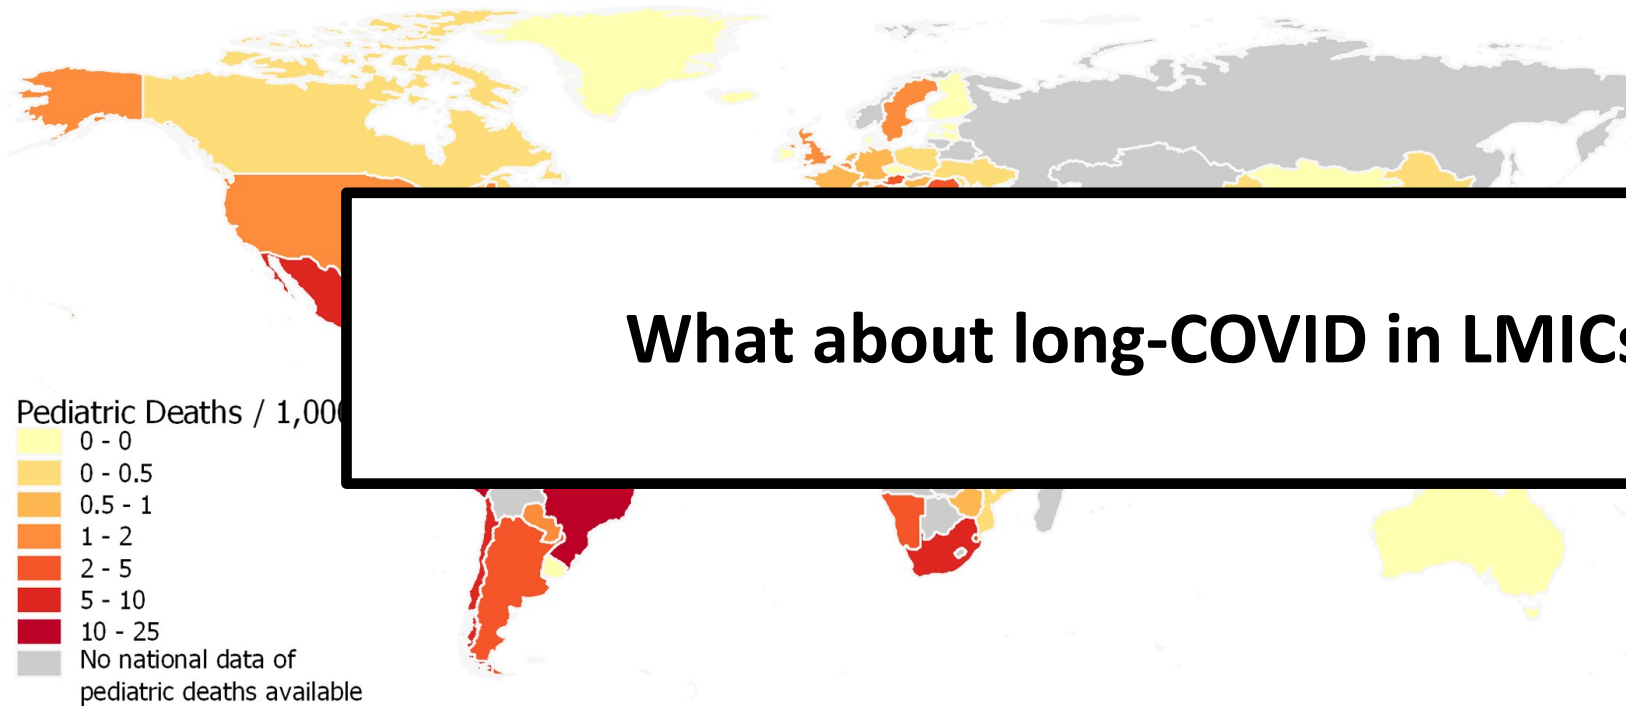 What about long-COVID in LMICs
Pediatric Deaths / 1,000
0 - 0
0 - 0.5
0.5 - 1
1 - 2
2 - 5
5 - 10
10 - 25
No national data of
pediatric deaths available